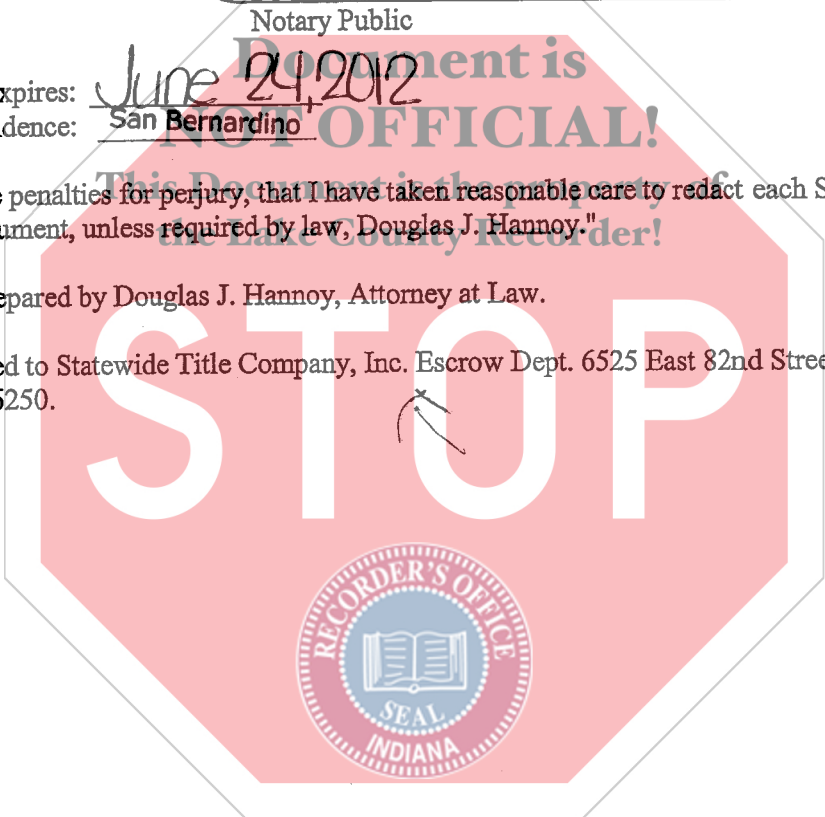 Notary Public
Document is
xpires: June 24, 2012
dence: San Bernardino
NOT OFFICIAL!
This Document is the property of
e penalties for perjury, that I have taken reasonable care to redact each S
ument, unless required by law, Douglas J. Hannoy."
the Lake County Recorder!
epared by Douglas J. Hannoy, Attorney at Law.
STOP
ed to Statewide Title Company, Inc. Escrow Dept. 6525 East 82nd Stree
5250.
RECORDER'S OFFICE
SEAL
INDIANA